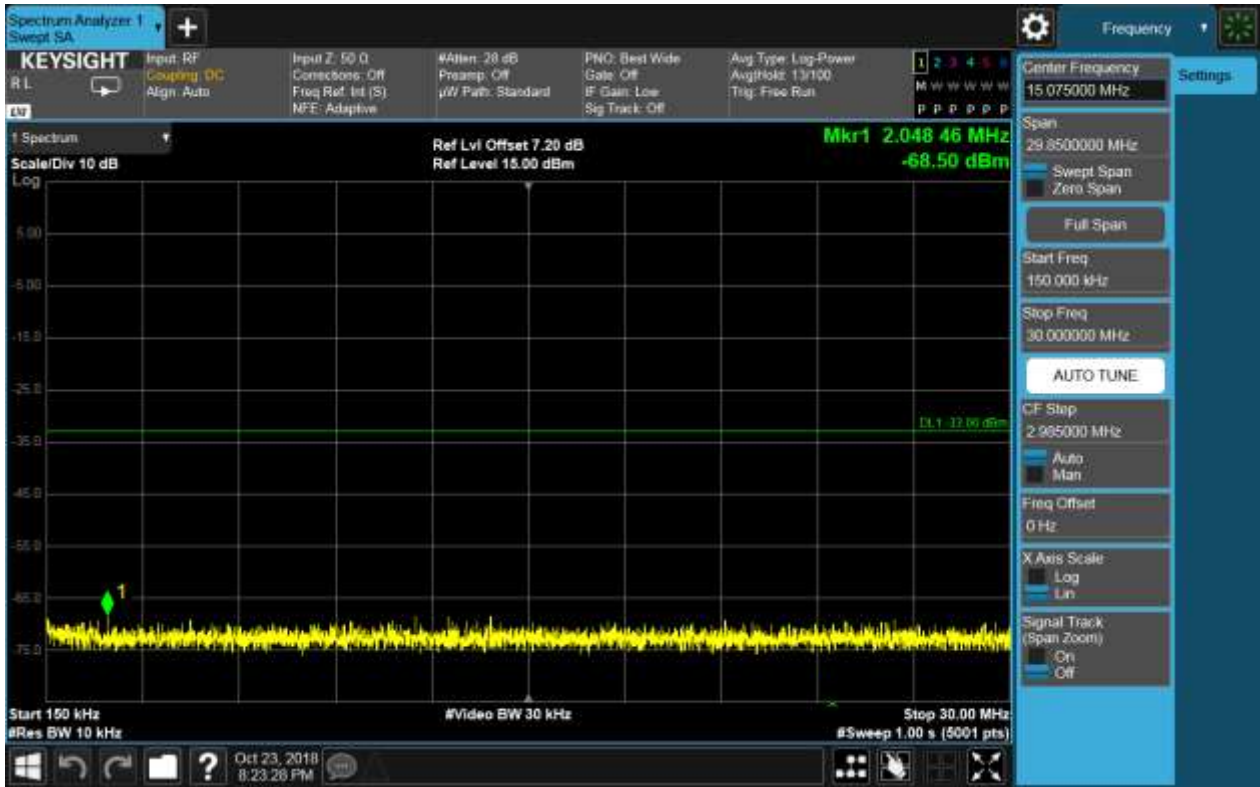 Spectrum Analyzer 1
Swept SA
Frequency
KEYSIGHT
R L
Input: RF
Coupling: DC
Align: Auto
Input Z: 50 Ω
Corrections: Off
Freq Ref: Int (S)
NFE: Adaptive
#Atten: 28 dB
Preamp: Off
µW Path: Standard
PNO: Best Wide
Gate: Off
IF Gain: Low
Sig Track: Off
Avg Type: Log-Power
Avg|Hold: 13/100
Trig: Free Run
1 2 3 4 5 6
M W W W W W
P P P P P P
Center Frequency
15.075000 MHz
Settings
Span
29.8500000 MHz
Swept Span
Zero Span
Full Span
Start Freq
150.000 kHz
Stop Freq
30.000000 MHz
AUTO TUNE
CF Step
2.985000 MHz
Auto
Man
Freq Offset
0 Hz
X Axis Scale
Log
Lin
Signal Track
(Span Zoom)
On
Off
1 Spectrum
Scale/Div 10 dB
Log
Ref Lvl Offset 7.20 dB
Ref Level 15.00 dBm
Mkr1 2.048 46 MHz
-68.50 dBm
5.00
-5.00
-15.0
-25.0
DL1 -33.00 dBm
-35.0
-45.0
-55.0
-65.0
1
-75.0
Start 150 kHz
#Res BW 10 kHz
#Video BW 30 kHz
Stop 30.00 MHz
#Sweep 1.00 s (5001 pts)
?
Oct 23, 2018
8:23:28 PM